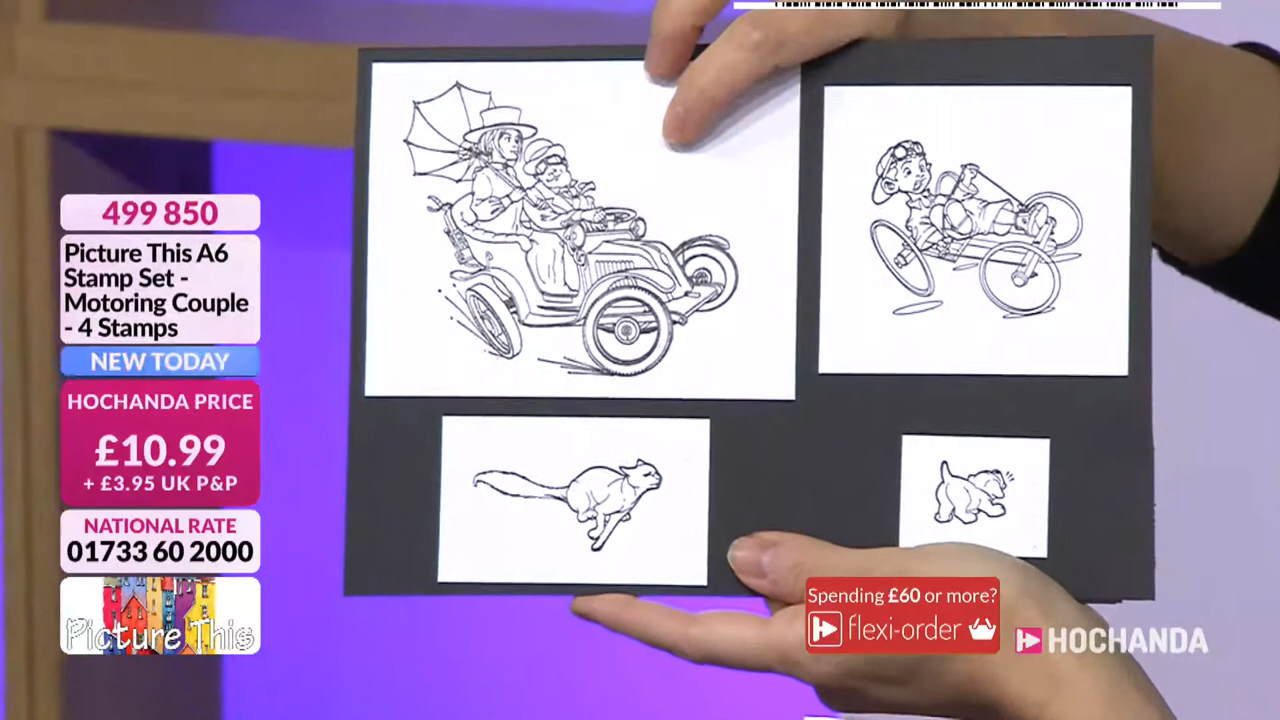 499 850
Picture This A6
Stamp Set -
Motoring Couple
- 4 Stamps
NEW TODAY
HOCHANDA PRICE
£10.99
+ £3.95 UK P&P
NATIONAL RATE
01733 60 2000
Picture This
Spending £60 or more?
flexi-order
HOCHANDA